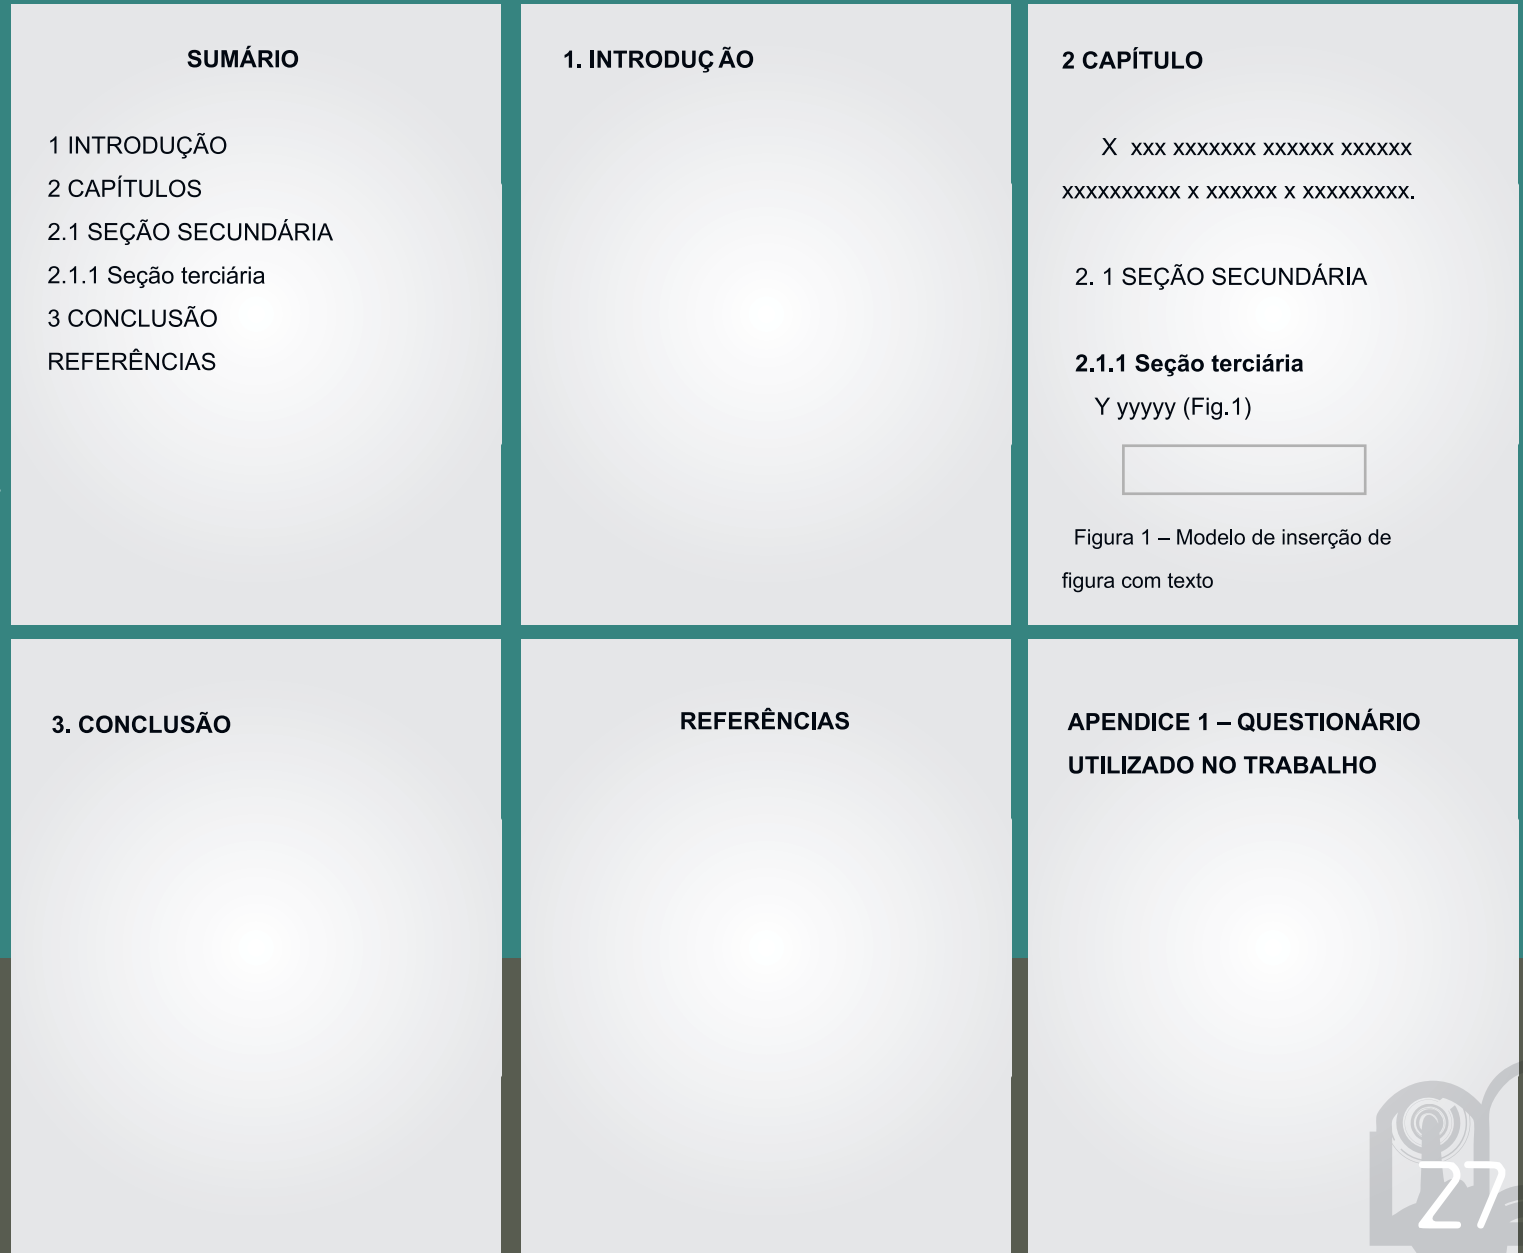 SUMÁRIO
1 INTRODUÇÃO
2 CAPÍTULOS
2.1 SEÇÃO SECUNDÁRIA
2.1.1 Seção terciária
3 CONCLUSÃO
REFERÊNCIAS
1. INTRODUÇ ÃO
2 CAPÍTULO
X xxx xxxxxxx xxxxxx xxxxxx
xxxxxxxxxx x xxxxxx x xxxxxxxxx.
2. 1 SEÇÃO SECUNDÁRIA
2.1.1 Seção terciária
Y yyyyy (Fig.1)
Figura 1 – Modelo de inserção de
figura com texto
3. CONCLUSÃO
REFERÊNCIAS
APENDICE 1 – QUESTIONÁRIO
UTILIZADO NO TRABALHO
27